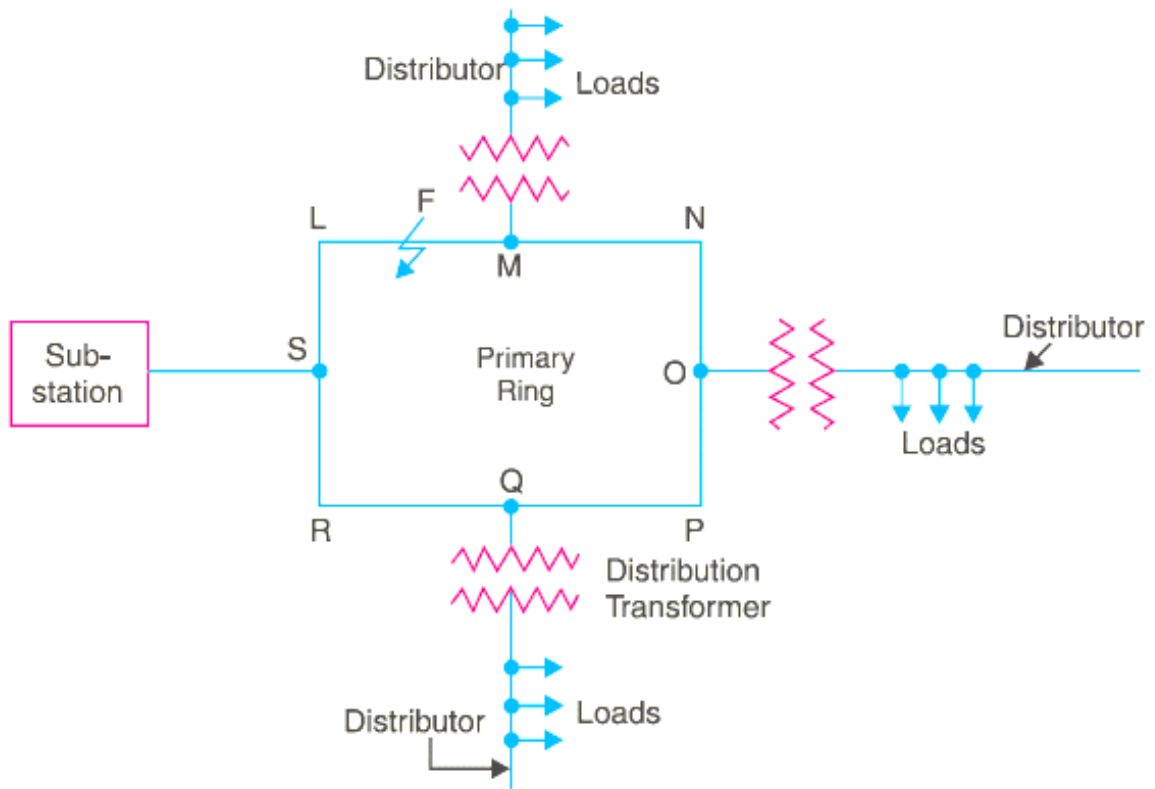 Distributor
Loads
F
L
N
M
Sub-
station
S
Primary
Ring
O
Distributor
Loads
Q
R
P
Distribution
Transformer
Distributor
Loads